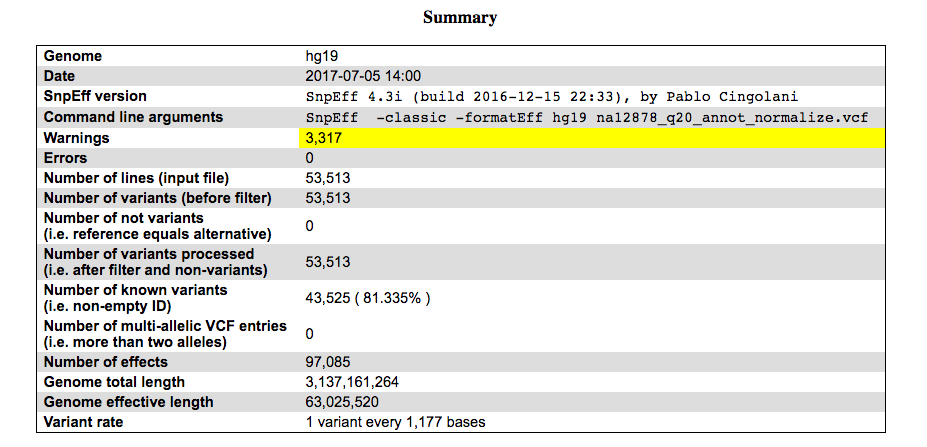 Summary
Genome hg19
Date 2017-07-05 14:00
SnpEff version SnpEff 4.3i (build 2016-12-15 22:33), by Pablo Cingolani
Command line arguments SnpEff  -classic -formatEff hg19 na12878_q20_annot_normalize.vcf
Warnings 3,317
Errors 0
Number of lines (input file) 53,513
Number of variants (before filter) 53,513
Number of not variants
(i.e. reference equals alternative) 0
Number of variants processed
(i.e. after filter and non-variants) 53,513
Number of known variants
(i.e. non-empty ID) 43,525 ( 81.335% )
Number of multi-allelic VCF entries
(i.e. more than two alleles) 0
Number of effects 97,085
Genome total length 3,137,161,264
Genome effective length 63,025,520
Variant rate 1 variant every 1,177 bases